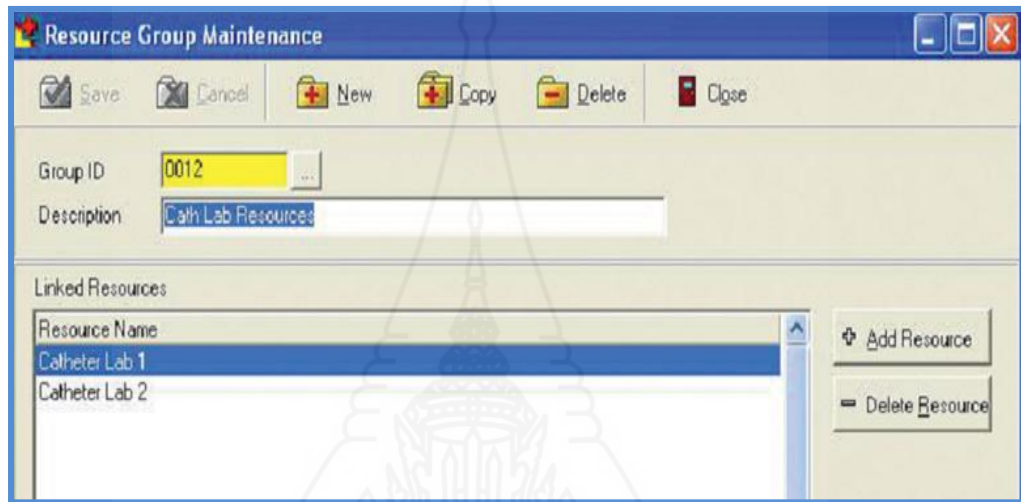 Resource Group Maintenance
Save Cancel New Copy Delete Close
Group ID 0012 ...
Description Cath Lab Resources
Linked Resources
Resource Name
Catheter Lab 1
Catheter Lab 2
Add Resource
Delete Resource